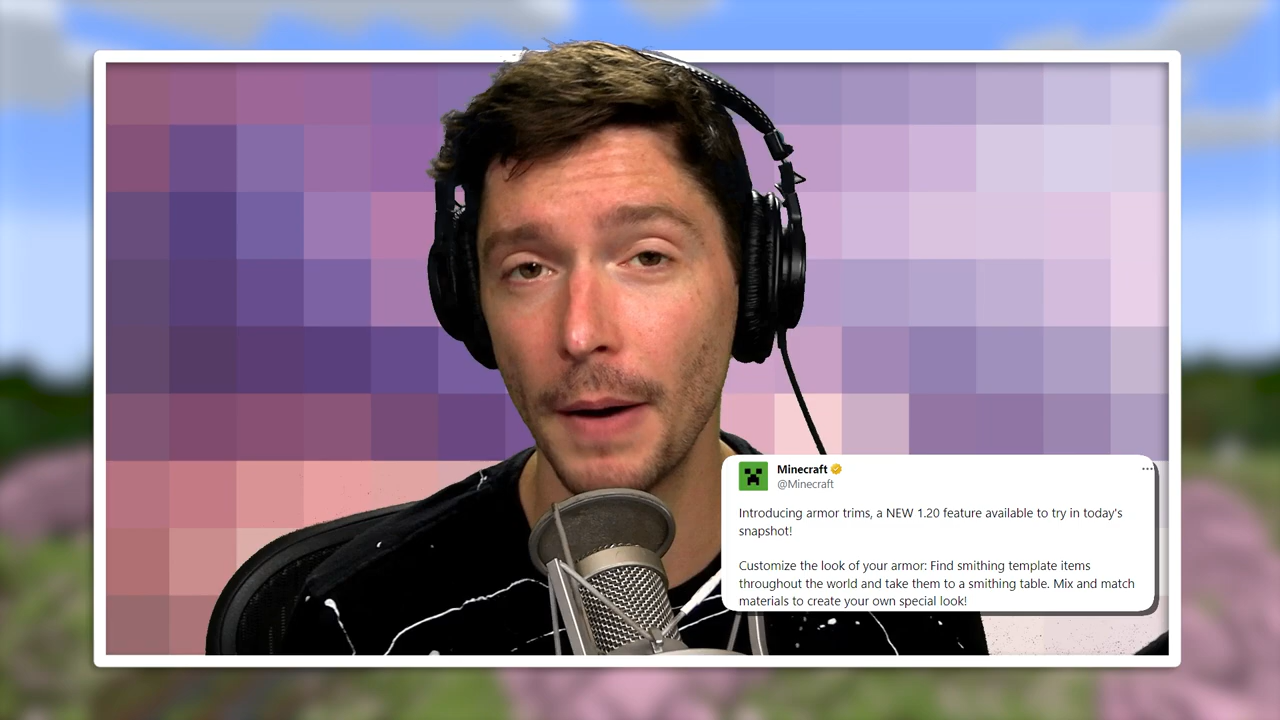 Minecraft
@Minecraft
Introducing armor trims, a NEW 1.20 feature available to try in today's
snapshot!
Customize the look of your armor: Find smithing template items
throughout the world and take them to a smithing table. Mix and match
materials to create your own special look!